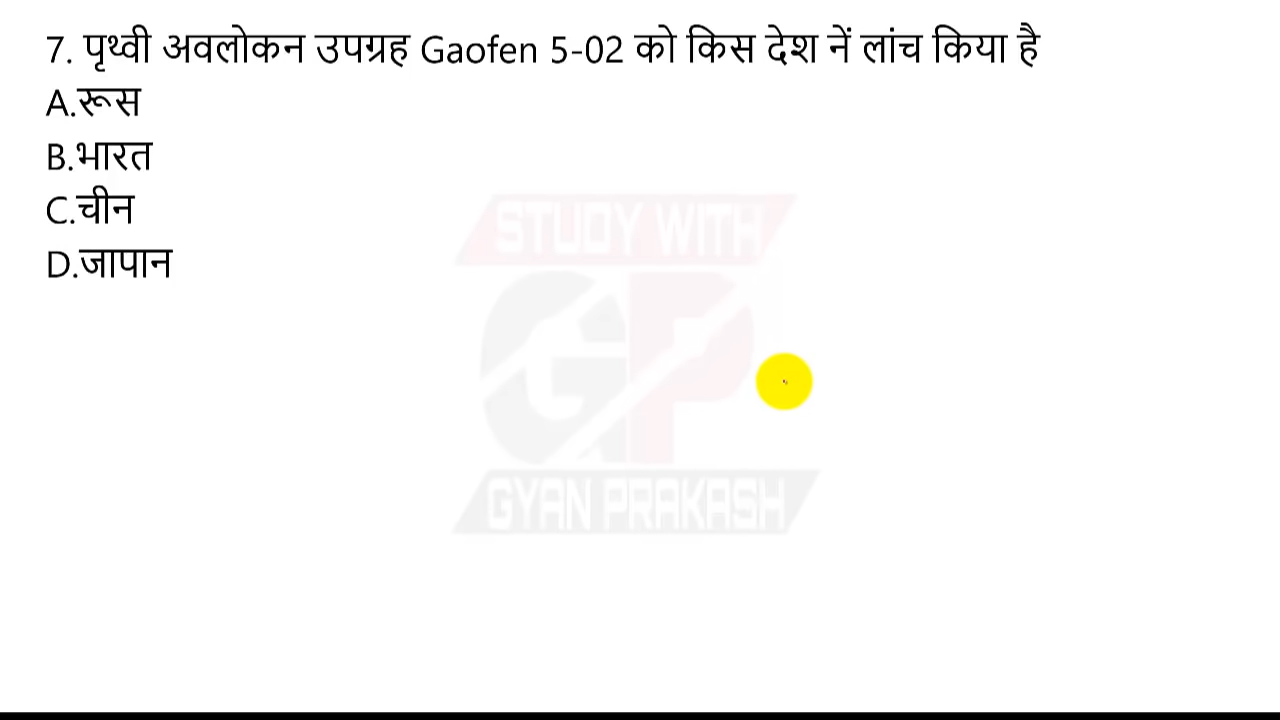 7. पृथ्वी अवलोकन उपग्रह Gaofen 5-02 को किस देश नें लांच किया है
A.रूस
B.भारत
C.चीन
D.जापान
STUDY WITH
GP
GYAN PRAKASH